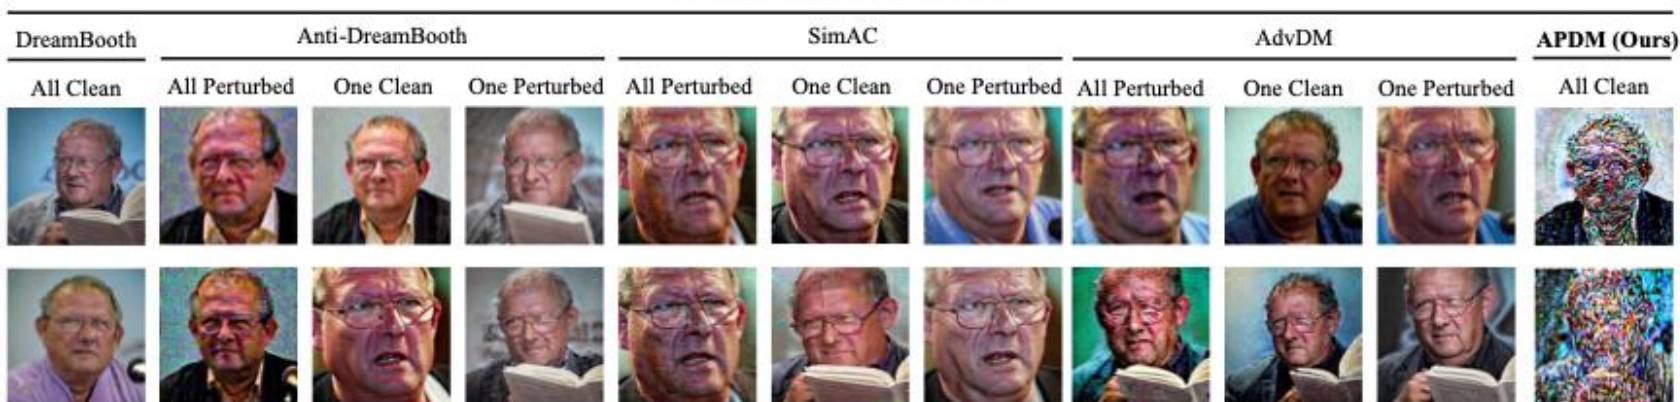 DreamBooth Anti-DreamBooth SimAC AdvDM APDM (Ours)
All Clean All Perturbed One Clean One Perturbed All Perturbed One Clean One Perturbed All Perturbed One Clean One Perturbed All Clean